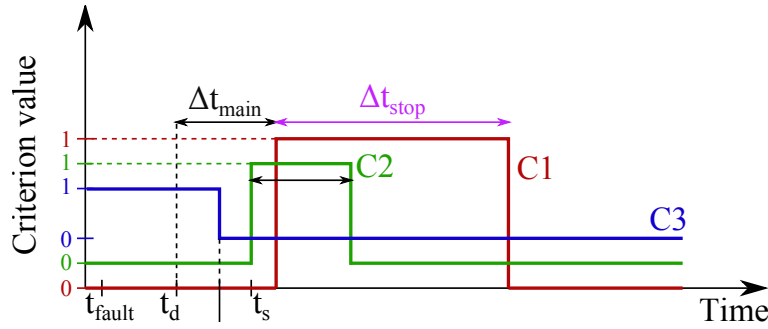 Criterion value
Δt_main
Δt_stop
1
1
1
0
0
0
C2
C1
C3
t_fault
t_d
t_s
Time